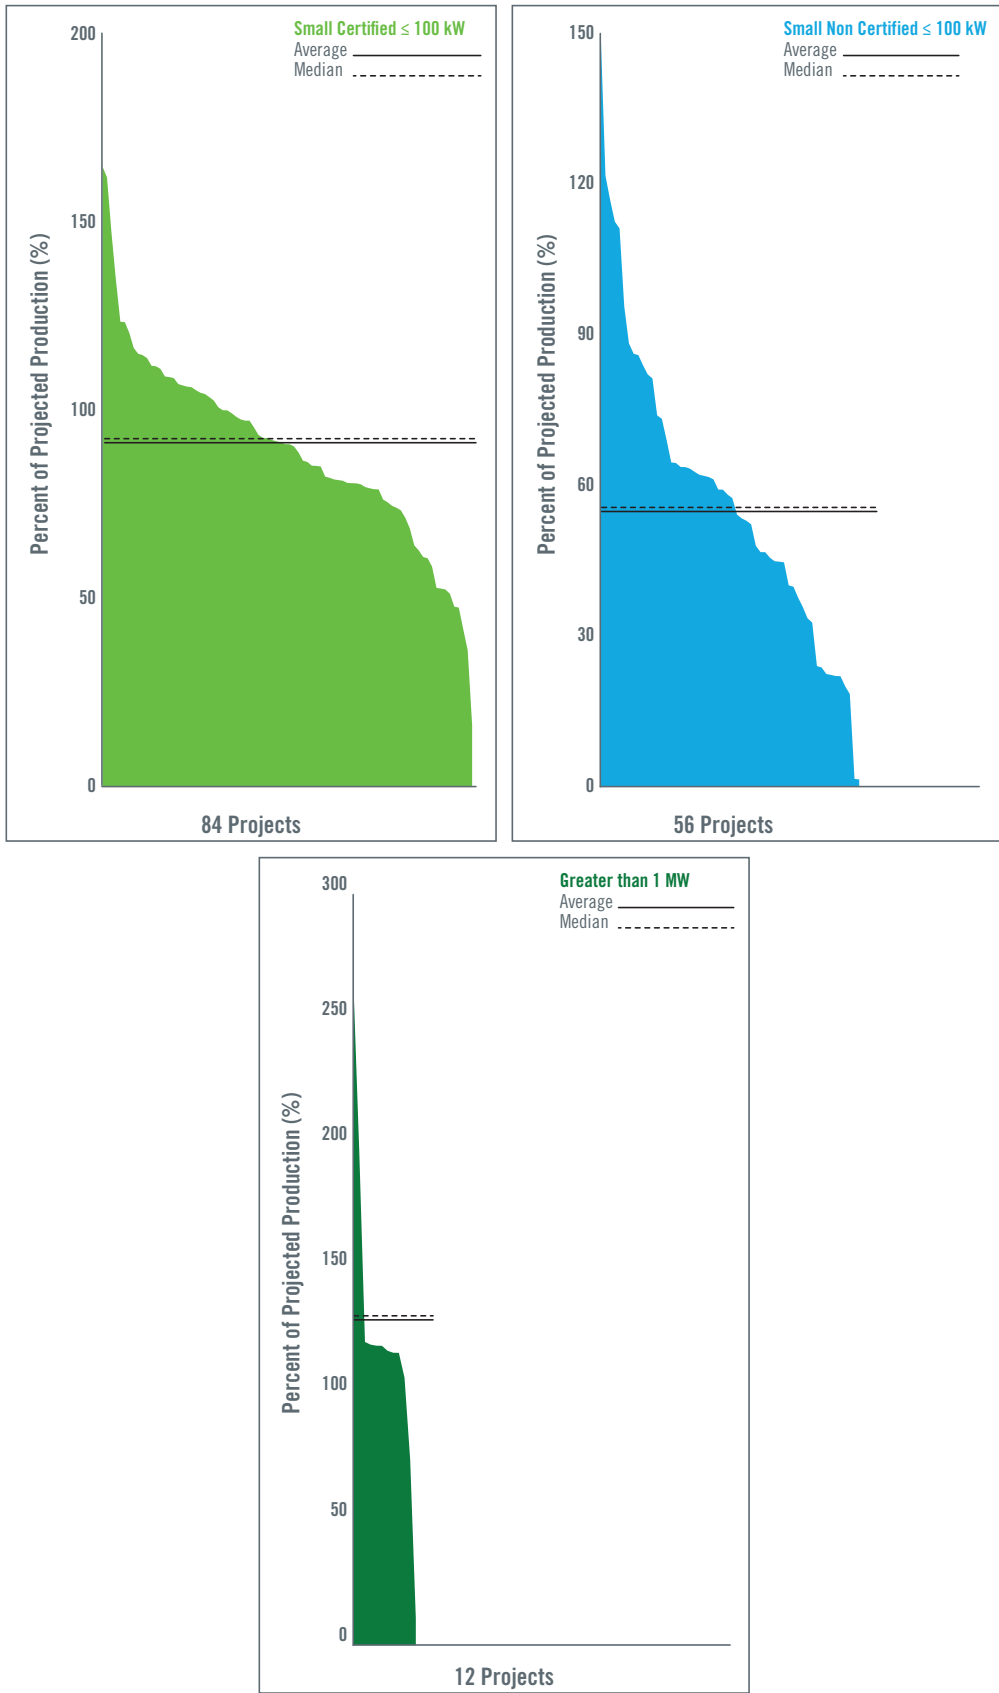 Small Certified ≤ 100 kW
Average
Median
200
150
100
50
0
Percent of Projected Production (%)
84 Projects
Small Non Certified ≤ 100 kW
Average
Median
150
120
90
60
30
0
Percent of Projected Production (%)
56 Projects
Greater than 1 MW
Average
Median
300
250
200
150
100
50
0
Percent of Projected Production (%)
12 Projects